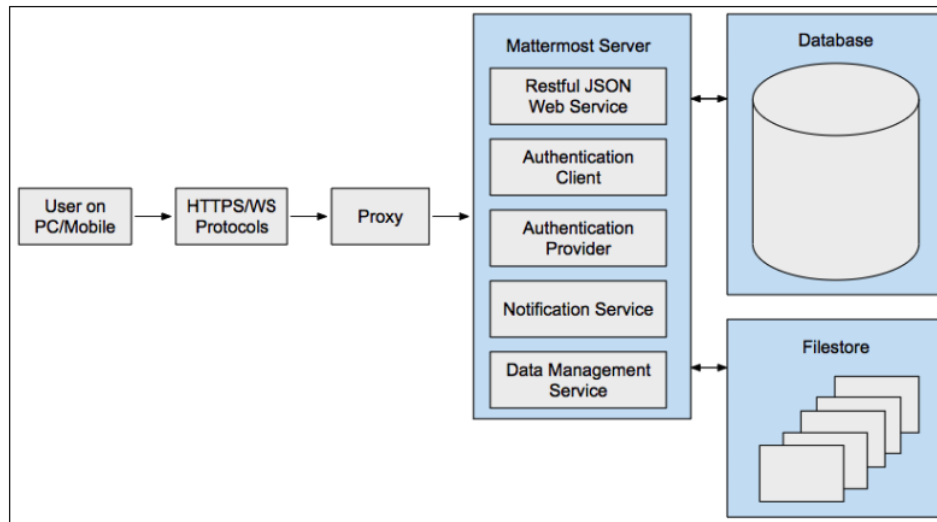 User on
PC/Mobile
HTTPS/WS
Protocols
Proxy
Mattermost Server
Restful JSON
Web Service
Authentication
Client
Authentication
Provider
Notification Service
Data Management
Service
Database
Filestore